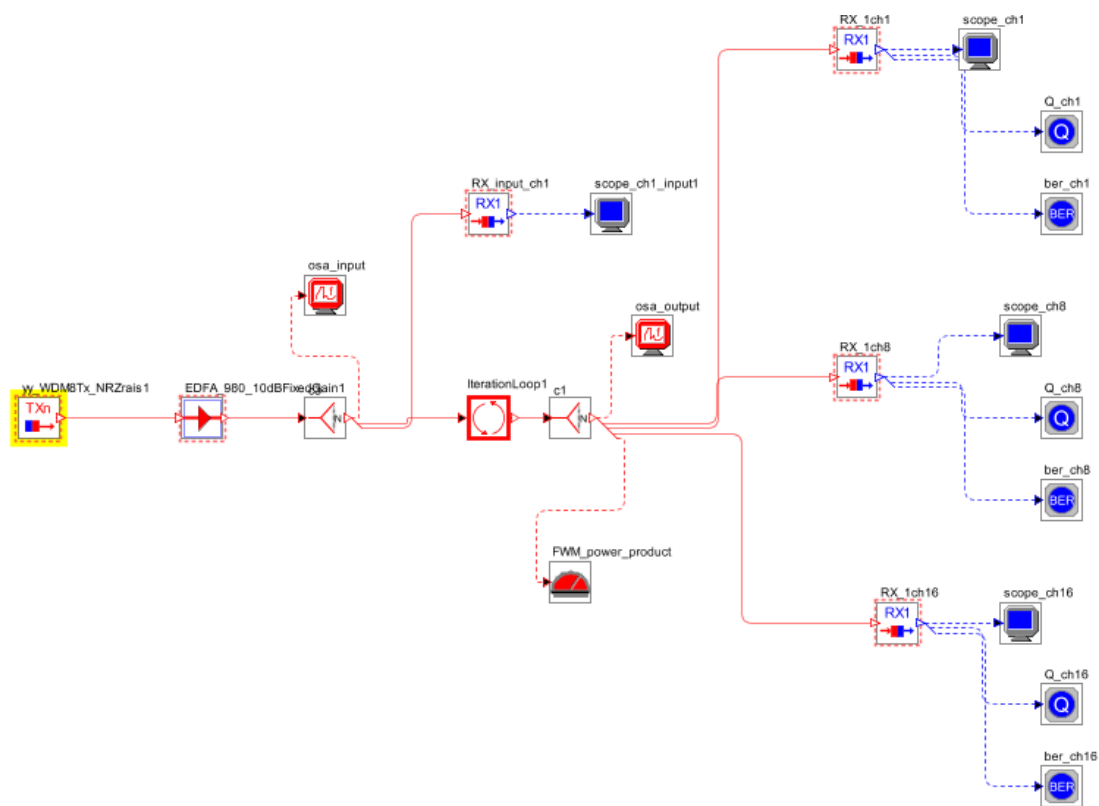 RX_1ch1
scope_ch1
RX1
Q_ch1
Q
RX_input_ch1
scope_ch1_input1
ber_ch1
RX1
BER
osa_input
osa_output
scope_ch8
RX_1ch8
RX1
yy_WDM8Tx_NRZrais1
EDFA_980_10dBFixedGain1
IterationLoop1
c1
Q_ch8
TXn
N
N
Q
ber_ch8
BER
FWM_power_product
RX_1ch16
scope_ch16
RX1
Q_ch16
Q
ber_ch16
BER